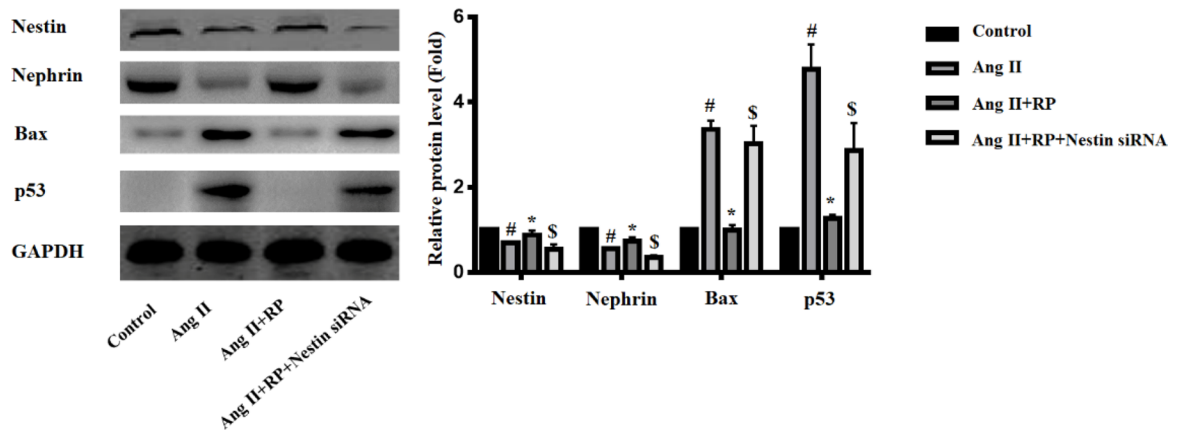 Nestin
Nephrin
Bax
p53
GAPDH
Control
Ang II
Ang II+RP
Ang II+RP+Nestin siRNA
Relative protein level (Fold)
6
4
2
0
# * $
# * $
# * $
# * $
Nestin
Nephrin
Bax
p53
Control
Ang II
Ang II+RP
Ang II+RP+Nestin siRNA